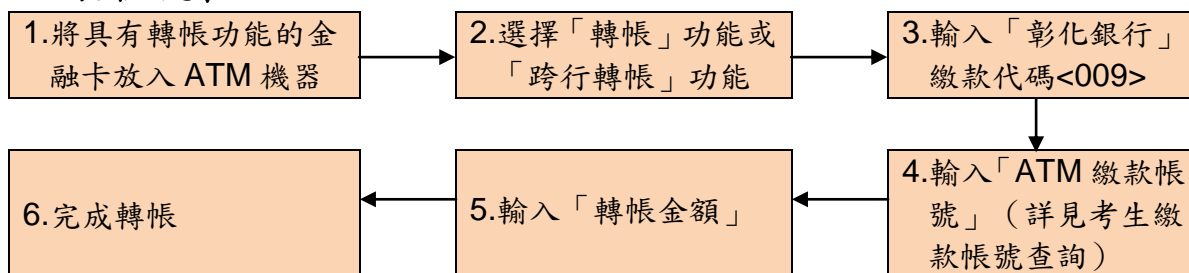 1.將具有轉帳功能的金
融卡放入 ATM 機器
2.選擇「轉帳」功能或
「跨行轉帳」功能
3.輸入「彰化銀行」
繳款代碼<009>
4.輸入「ATM 繳款帳
號」（詳見考生繳
款帳號查詢）
5.輸入「轉帳金額」
6.完成轉帳